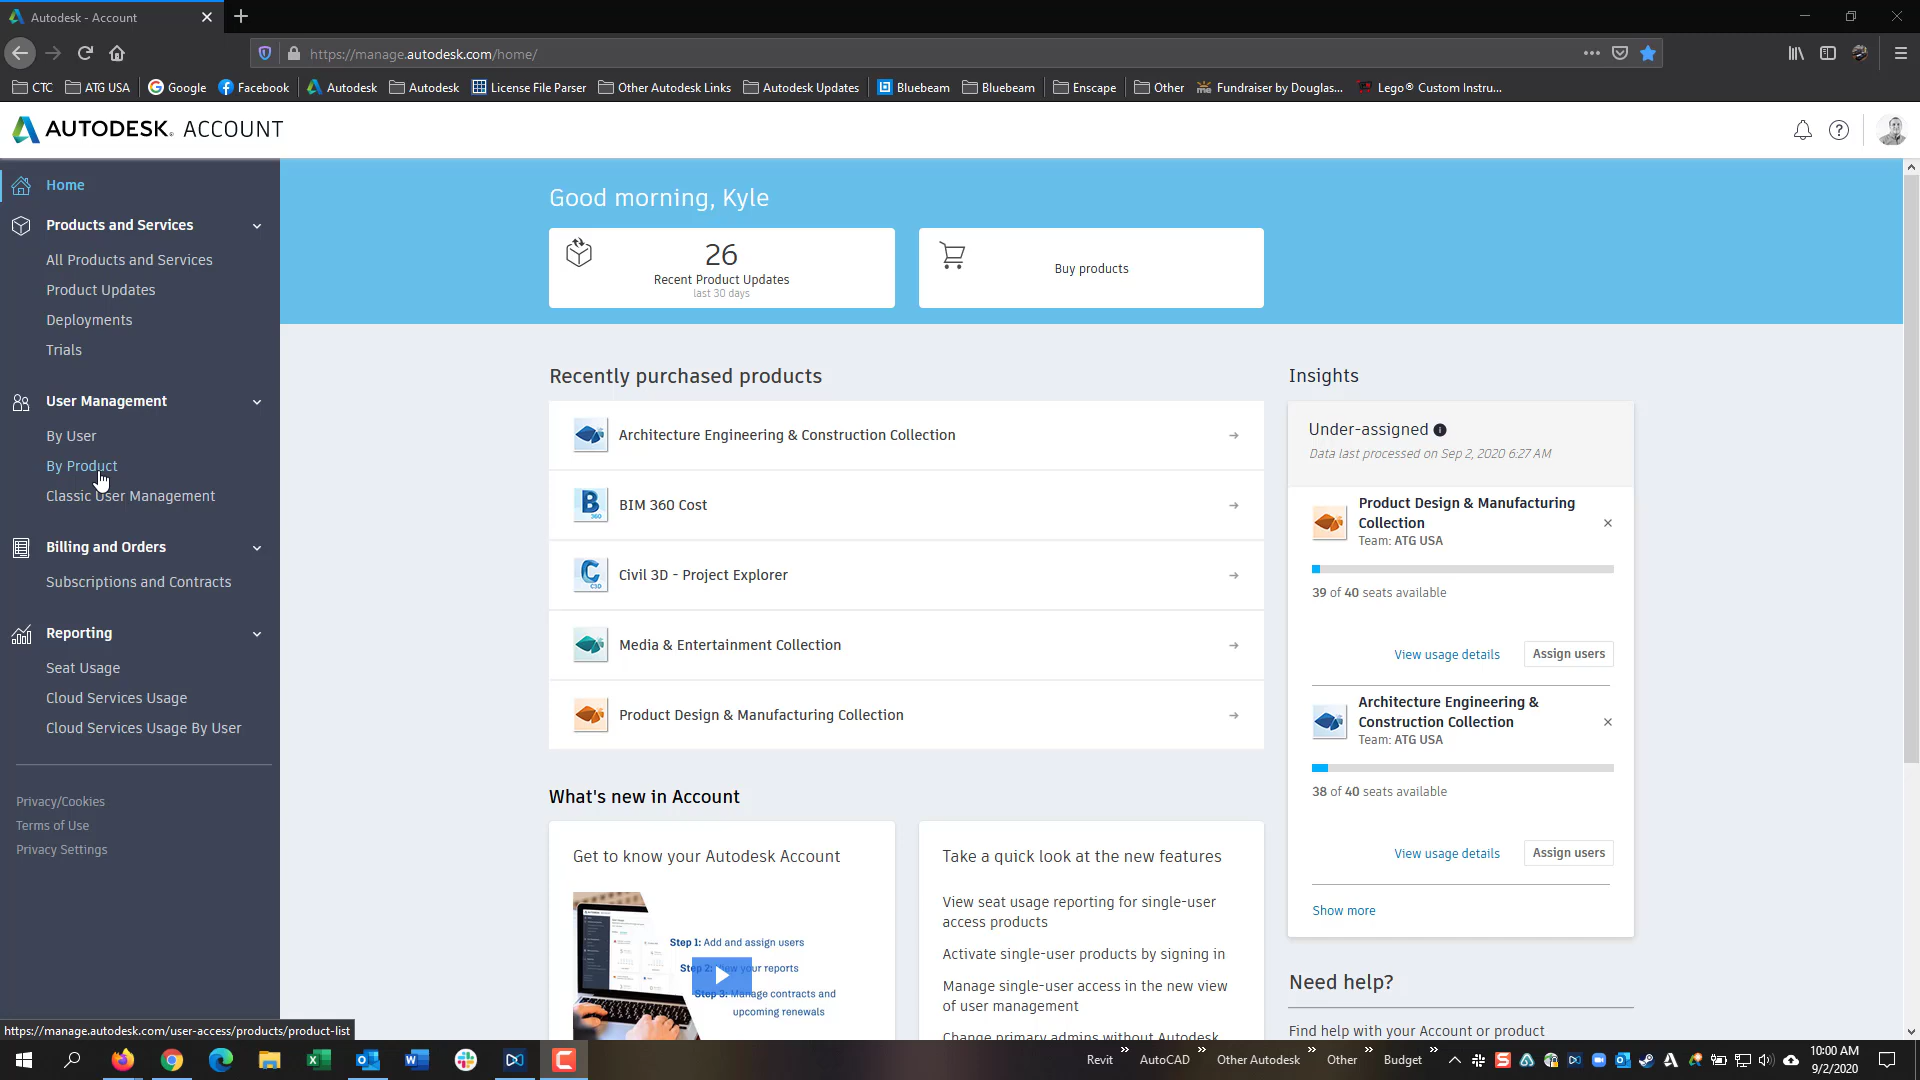 Autodesk - Account
https://manage.autodesk.com/home/
CTC
ATG USA
Google
Facebook
Autodesk
Autodesk
License File Parser
Other Autodesk Links
Autodesk Updates
Bluebeam
Bluebeam
Enscape
Other
Fundraiser by Douglas...
Lego® Custom Instru...
AUTODESK. ACCOUNT
Home
Products and Services
All Products and Services
Product Updates
Deployments
Trials
User Management
By User
By Product
Classic User Management
Billing and Orders
Subscriptions and Contracts
Reporting
Seat Usage
Cloud Services Usage
Cloud Services Usage By User
Privacy/Cookies
Terms of Use
Privacy Settings
https://manage.autodesk.com/user-access/products/product-list
Good morning, Kyle
26
Recent Product Updates
last 30 days
Buy products
Recently purchased products
Architecture Engineering & Construction Collection
BIM 360 Cost
Civil 3D - Project Explorer
Media & Entertainment Collection
Product Design & Manufacturing Collection
What's new in Account
Get to know your Autodesk Account
Step 1: Add and assign users
Step 2: View your reports
Step 3: Manage contracts and
upcoming renewals
Take a quick look at the new features
View seat usage reporting for single-user
access products
Activate single-user products by signing in
Manage single-user access in the new view
of user management
Change primary admins without Autodesk
Insights
Under-assigned
Data last processed on Sep 2, 2020 6:27 AM
Product Design & Manufacturing
Collection
Team: ATG USA
39 of 40 seats available
View usage details
Assign users
Architecture Engineering &
Construction Collection
Team: ATG USA
38 of 40 seats available
View usage details
Assign users
Show more
Need help?
Find help with your Account or product
Revit
AutoCAD
Other Autodesk
Other
Budget
10:00 AM
9/2/2020